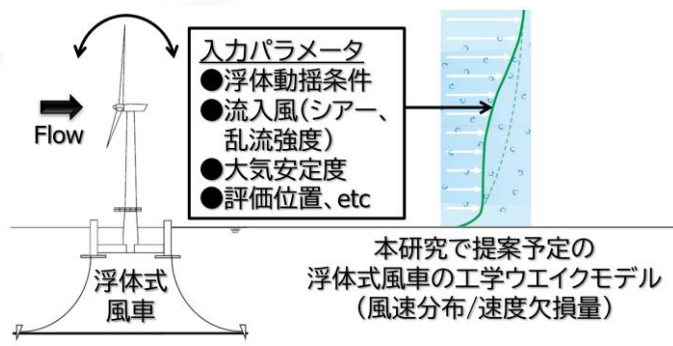 Flow
入力パラメータ
●浮体動揺条件
●流入風(シアー、
乱流強度)
●大気安定度
●評価位置、etc
浮体式
風車
本研究で提案予定の
浮体式風車の工学ウエイクモデル
(風速分布/速度欠損量)